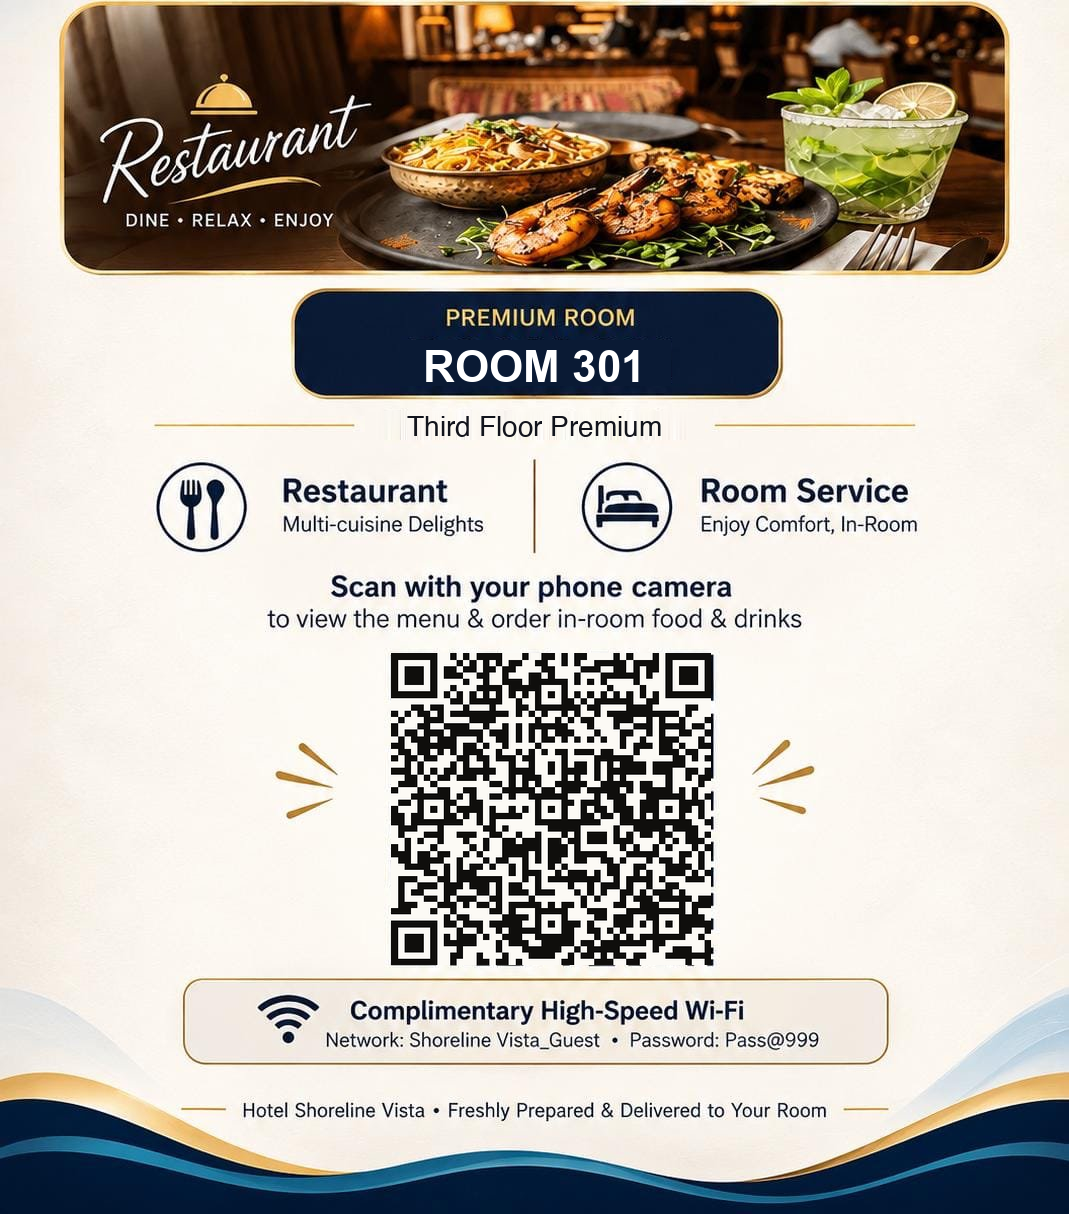 Restaurant
DINE • RELAX • ENJOY
PREMIUM ROOM
ROOM 301
Third Floor Premium
Restaurant
Multi-cuisine Delights
Room Service
Enjoy Comfort, In-Room
Scan with your phone camera
to view the menu & order in-room food & drinks
Complimentary High-Speed Wi-Fi
Network: Shoreline Vista_Guest • Password: Pass@999
Hotel Shoreline Vista • Freshly Prepared & Delivered to Your Room